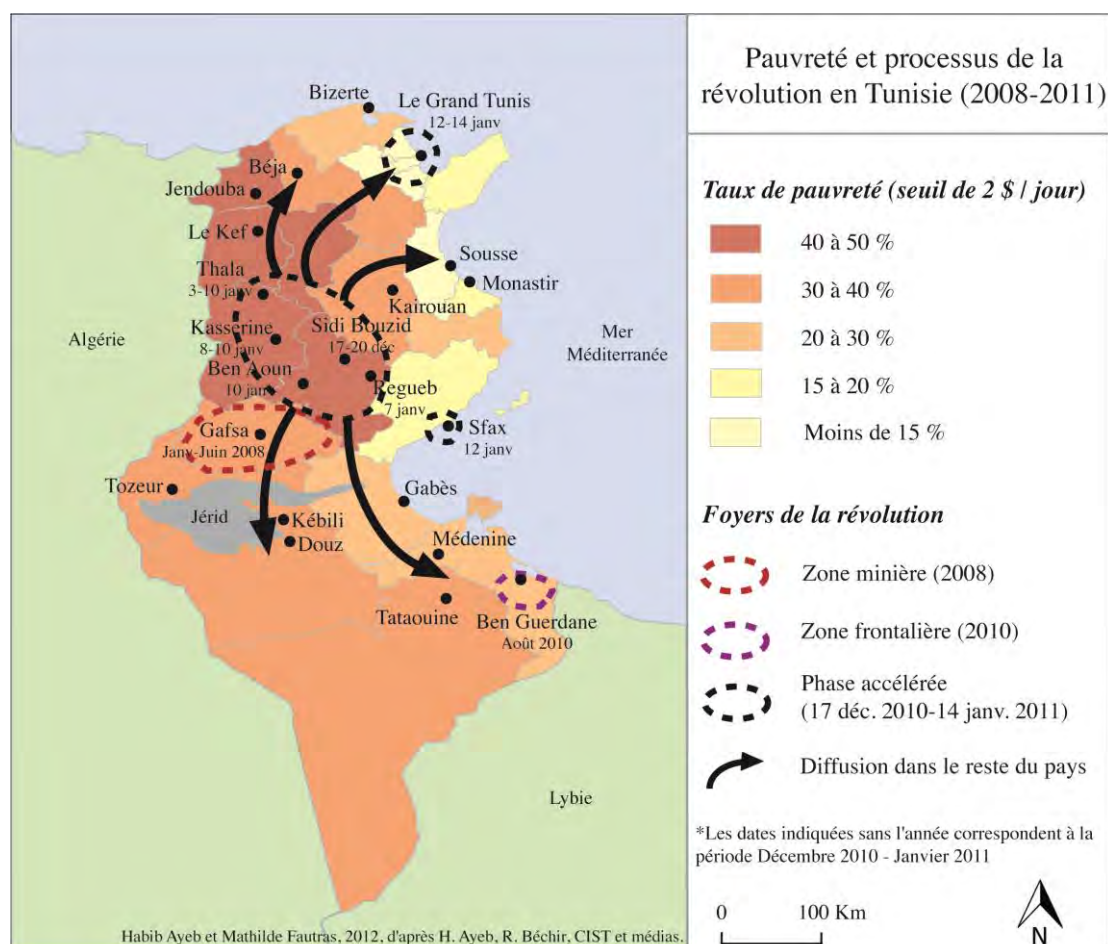 Pauvreté et processus de la
révolution en Tunisie (2008-2011)
Taux de pauvreté (seuil de 2 $ / jour)
40 à 50 %
30 à 40 %
20 à 30 %
15 à 20 %
Moins de 15 %
Foyers de la révolution
Zone minière (2008)
Zone frontalière (2010)
Phase accélérée
(17 déc. 2010-14 janv. 2011)
Diffusion dans le reste du pays
*Les dates indiquées sans l'année correspondent à la
période Décembre 2010 - Janvier 2011
0 100 Km
N
Bizerte
Le Grand Tunis
12-14 janv
Béja
Jendouba
Le Kef
Sousse
Monastir
Thala
3-10 janv
Kairouan
Kasserine
8-10 janv
Sidi Bouzid
17-20 déc
Ben Aoun
10 jan
Regueb
7 janv
Algérie
Mer
Méditerranée
Gafsa
Janv-Juin 2008
Sfax
12 janv
Tozeur
Jérid
Gabès
Kébili
Douz
Médenine
Tataouine
Ben Guerdane
Août 2010
Lybie
Habib Ayeb et Mathilde Fautras, 2012, d'après H. Ayeb, R. Béchir, CIST et médias.